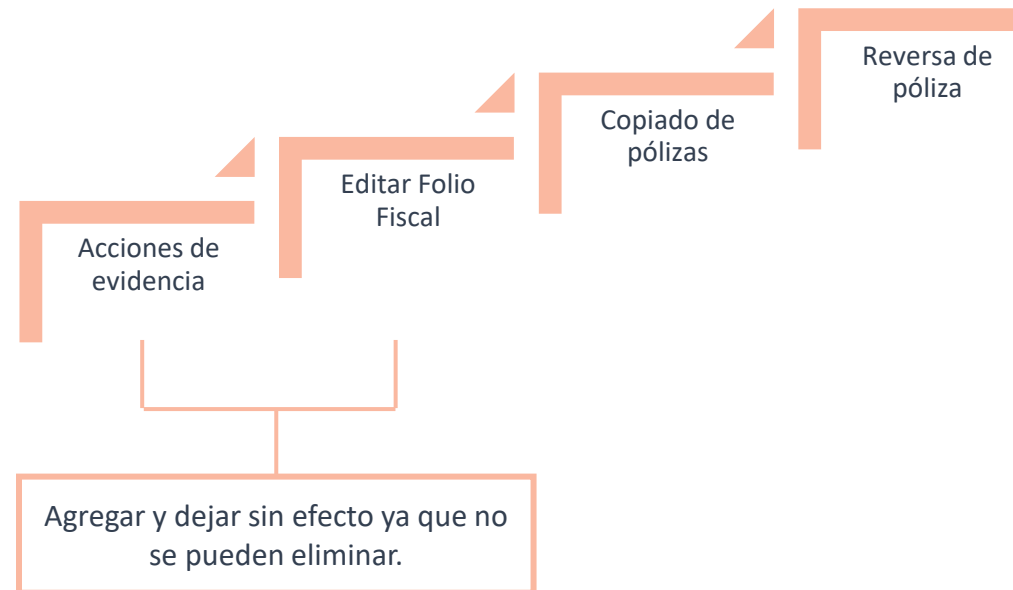 Acciones de
evidencia
Editar Folio
Fiscal
Copiado de
pólizas
Reversa de
póliza
Agregar y dejar sin efecto ya que no
se pueden eliminar.